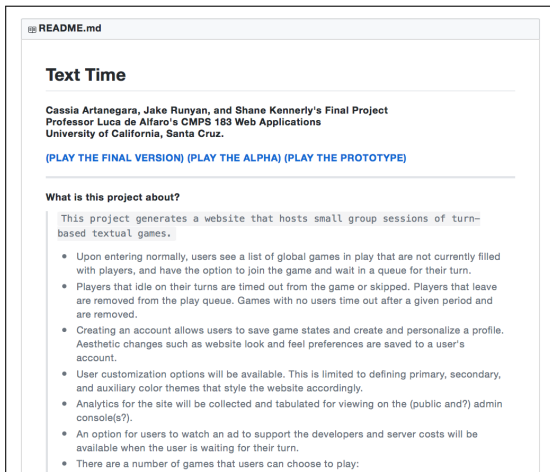 README.md
Text Time
Cassia Artanegara, Jake Runyan, and Shane Kennerly's Final Project
Professor Luca de Alfaro's CMPS 183 Web Applications
University of California, Santa Cruz.
(PLAY THE FINAL VERSION) (PLAY THE ALPHA) (PLAY THE PROTOTYPE)
What is this project about?
This project generates a website that hosts small group sessions of turn-
based textual games.
• Upon entering normally, users see a list of global games in play that are not currently filled
with players, and have the option to join the game and wait in a queue for their turn.
• Players that idle on their turns are timed out from the game or skipped. Players that leave
are removed from the play queue. Games with no users time out after a given period and
are removed.
• Creating an account allows users to save game states and create and personalize a profile.
Aesthetic changes such as website look and feel preferences are saved to a user's
account.
• User customization options will be available. This is limited to defining primary, secondary,
and auxiliary color themes that style the website accordingly.
• Analytics for the site will be collected and tabulated for viewing on the (public and?) admin
console(s?).
• An option for users to watch an ad to support the developers and server costs will be
available when the user is waiting for their turn.
• There are a number of games that users can choose to play: